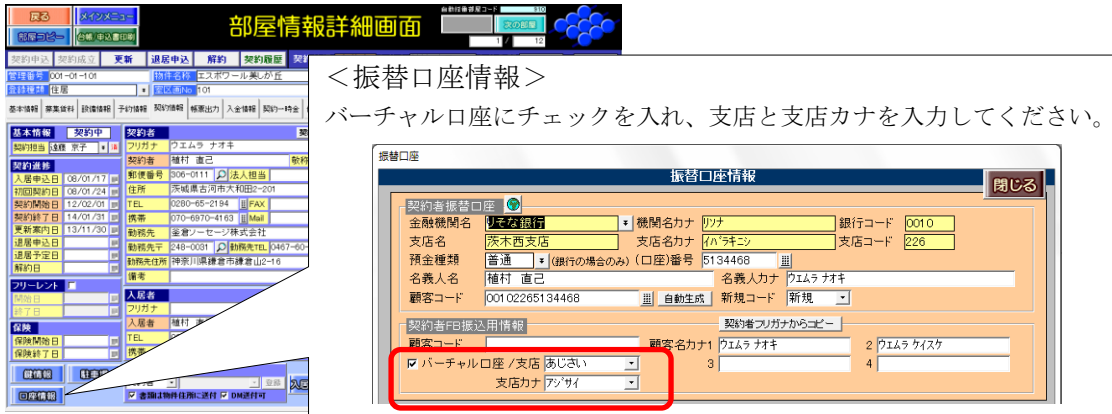 戻る メインメニュー
部屋コピー 台帳/申込書印刷
部屋情報詳細画面
自動採番部屋コード 910
次の部屋
1 / 12
契約申込 契約成立 更新 退居申込 解約 契約履歴 契
管理番号 001-01-101 物件名称 エスポワール美しが丘
登録種類 住居 室区画No 101
基本情報 募集賃料 設備情報 予約情報 契約情報 帳票出力 入金情報 契約一時金
基本情報 契約中
契約担当 遠藤 京子
契約進捗
入居申込日 08/01/17
初回契約日 08/01/24
契約開始日 12/02/01
契約終了日 14/01/31
更新案内日 13/11/30
退居申込日
退居予定日
解約日
フリーレント
開始日
終了日
保険
保険開始日
保険終了日
鍵情報
口座情報
契約者
フリガナ ウエムラ ナオキ
契約者 植村 直己 敬称
郵便番号 306-0111 法人担当
住所 茨城県古河市大和田2-201
TEL 0280-65-2194 FAX
携帯 070-6970-4163 Mail
勤務先 釜倉ソーセージ株式会社
勤務先〒 248-0031 勤務先TEL 0467-60-
勤務先住所 神奈川県鎌倉市鎌倉山2-16
備考
入居者
フリガナ
入居者 植村
TEL
携帯
登録
書類は物件住所に送付 DM送付可
＜振替口座情報＞
バーチャル口座にチェックを入れ、支店と支店カナを入力してください。
振替口座
振替口座情報
閉じる
契約者振替口座
金融機関名 りそな銀行 機関名カナ リソナ 銀行コード 0010
支店名 茨木西支店 支店名カナ イバラキニシ 支店コード 226
預金種類 普通 (銀行の場合のみ) (口座)番号 5134468
名義人名 植村 直己 名義人カナ ウエムラ ナオキ
顧客コード 00102265134468 自動生成 新規コード 新規
契約者FB振込用情報 契約者フリガナからコピー
顧客コード 顧客名カナ1 ウエムラ ナオキ 2 ウエムラ ケイスケ
バーチャル口座 /支店 あじさい 3 4
支店カナ アジサイ